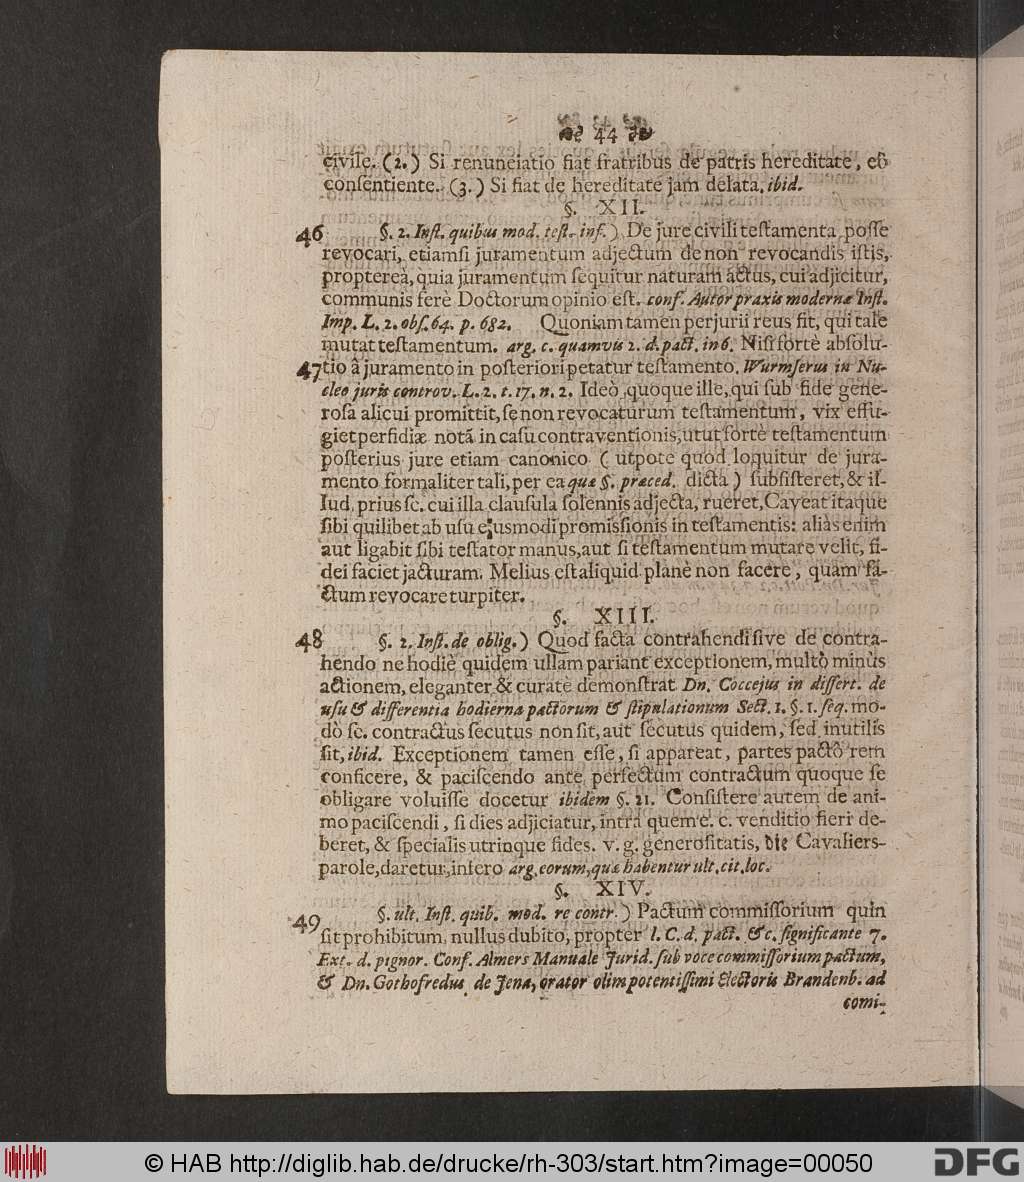 44
civile. (2.) Si renunciatio fiat fratribus de patris hereditate, eô
consentiente. (3.) Si fiat de hereditate jam delata, ibid.
§. XII.
46 §. 2. Inst. quibus mod. test. inf.) De jure civili testamenta posse
revocari, etiamsi juramentum adjectum de non revocandis istis,
propterea, quia juramentum sequitur naturam actus, cui adjicitur,
communis ferè Doctorum opinio est. conf. Autor praxis modernæ Inst.
Imp. L. 2. obs. 64. p. 682. Quoniam tamen perjurii reus fit, qui tale
mutat testamentum. arg. c. quamvis 2. d. pact. in 6. Nisi fortè absolu-
47 tio â juramento in posteriori petatur testamento. Wurmserus in Nu-
cleo juris controv. L. 2. t. 17. n. 2. Ideò quoque ille, qui sub fide gene-
rosa alicui promittit, se non revocaturum testamentum, vix effu-
giet perfidiæ notã in casu contraventionis, utut fortè testamentum
posterius jure etiam canonico (utpote quod loquitur de jura-
mento formaliter tali, per ea quæ §. præced. dicta) subsisteret, & il-
lud, prius sc. cui illa clausula solennis adjecta, rueret, Caveat itaque
sibi quilibet ab usu ejusmodi promissionis in testamentis: aliàs enim
aut ligabit sibi testator manus, aut si testamentum mutare velit, fi-
dei faciet jacturam. Melius est aliquid planè non facere, quam fa-
ctum revocare turpiter.
§. XIII.
48 §. 2. Inst. de oblig.) Quod facta contrahendi sive de contra-
hendo ne hodiè quidem ullam pariant exceptionem, multò minùs
actionem, eleganter & curatè demonstrat Dn. Coccejus in dissert. de
usu & differentia hodierna pactorum & stipulationum Sect. 1. §. 1. seq. mo-
dò sc. contractus secutus non sit, aut secutus quidem, sed inutilis
sit, ibid. Exceptionem tamen esse, si appareat, partes pactô rem
conficere, & paciscendo ante perfectum contractum quoque se
obligare voluisse docetur ibidem §. 21. Consistere autem de ani-
mo paciscendi, si dies adjiciatur, intra quem e. c. venditio fieri de-
beret, & specialis utrinque fides. v. g. generositatis, die Cavaliers-
parole, daretur, infero arg. eorum, quæ habentur ult. cit. loc.
§. XIV.
49 §. ult. Inst. quib. mod. re contr.) Pactum commissorium quin
sit prohibitum, nullus dubito, propter l. C. d. pact. & c. significante 7.
Ext. d. pignor. Conf. Almers Manuale Jurid. sub voce commissorium pactum,
& Dn. Gothofredus de Jena, orator olim potentissimi Electoris Brandenb. ad
comi-
© HAB http://diglib.hab.de/drucke/rh-303/start.htm?image=00050
DFG